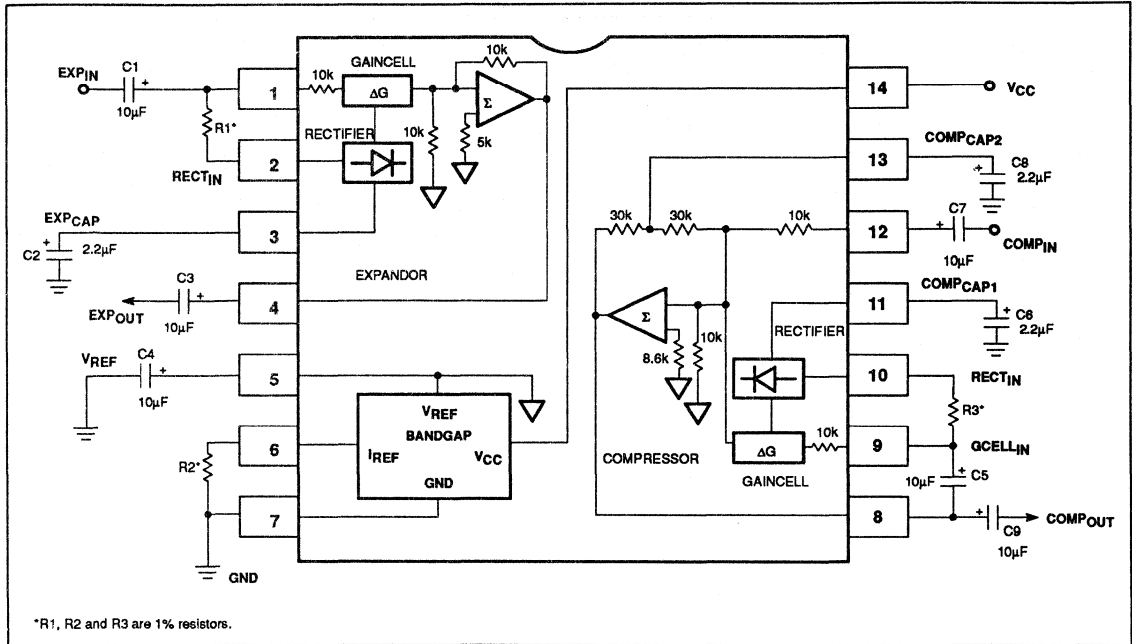 EXPIN
C1
+
10µF
R1*
RECTIN
EXPCAP
+
C2
2.2µF
C3
+
EXPOUT
10µF
VREF
C4
+
10µF
R2*
GND
1
2
3
4
5
6
7
10k
GAINCELL
ΔG
RECTIFIER
10k
10k
Σ
5k
EXPANDOR
VREF
BANDGAP
IREF
VCC
GND
30k
30k
10k
Σ
8.6k
10k
RECTIFIER
COMPRESSOR
ΔG
10k
GAINCELL
14
13
12
11
10
9
8
VCC
COMPCAP2
+
C8
2.2µF
C7
+
10µF
COMPIN
COMPCAP1
+
C6
2.2µF
RECTIN
R3*
GCELLIN
+
10µF
C5
+
C9
10µF
COMPOUT
*R1, R2 and R3 are 1% resistors.